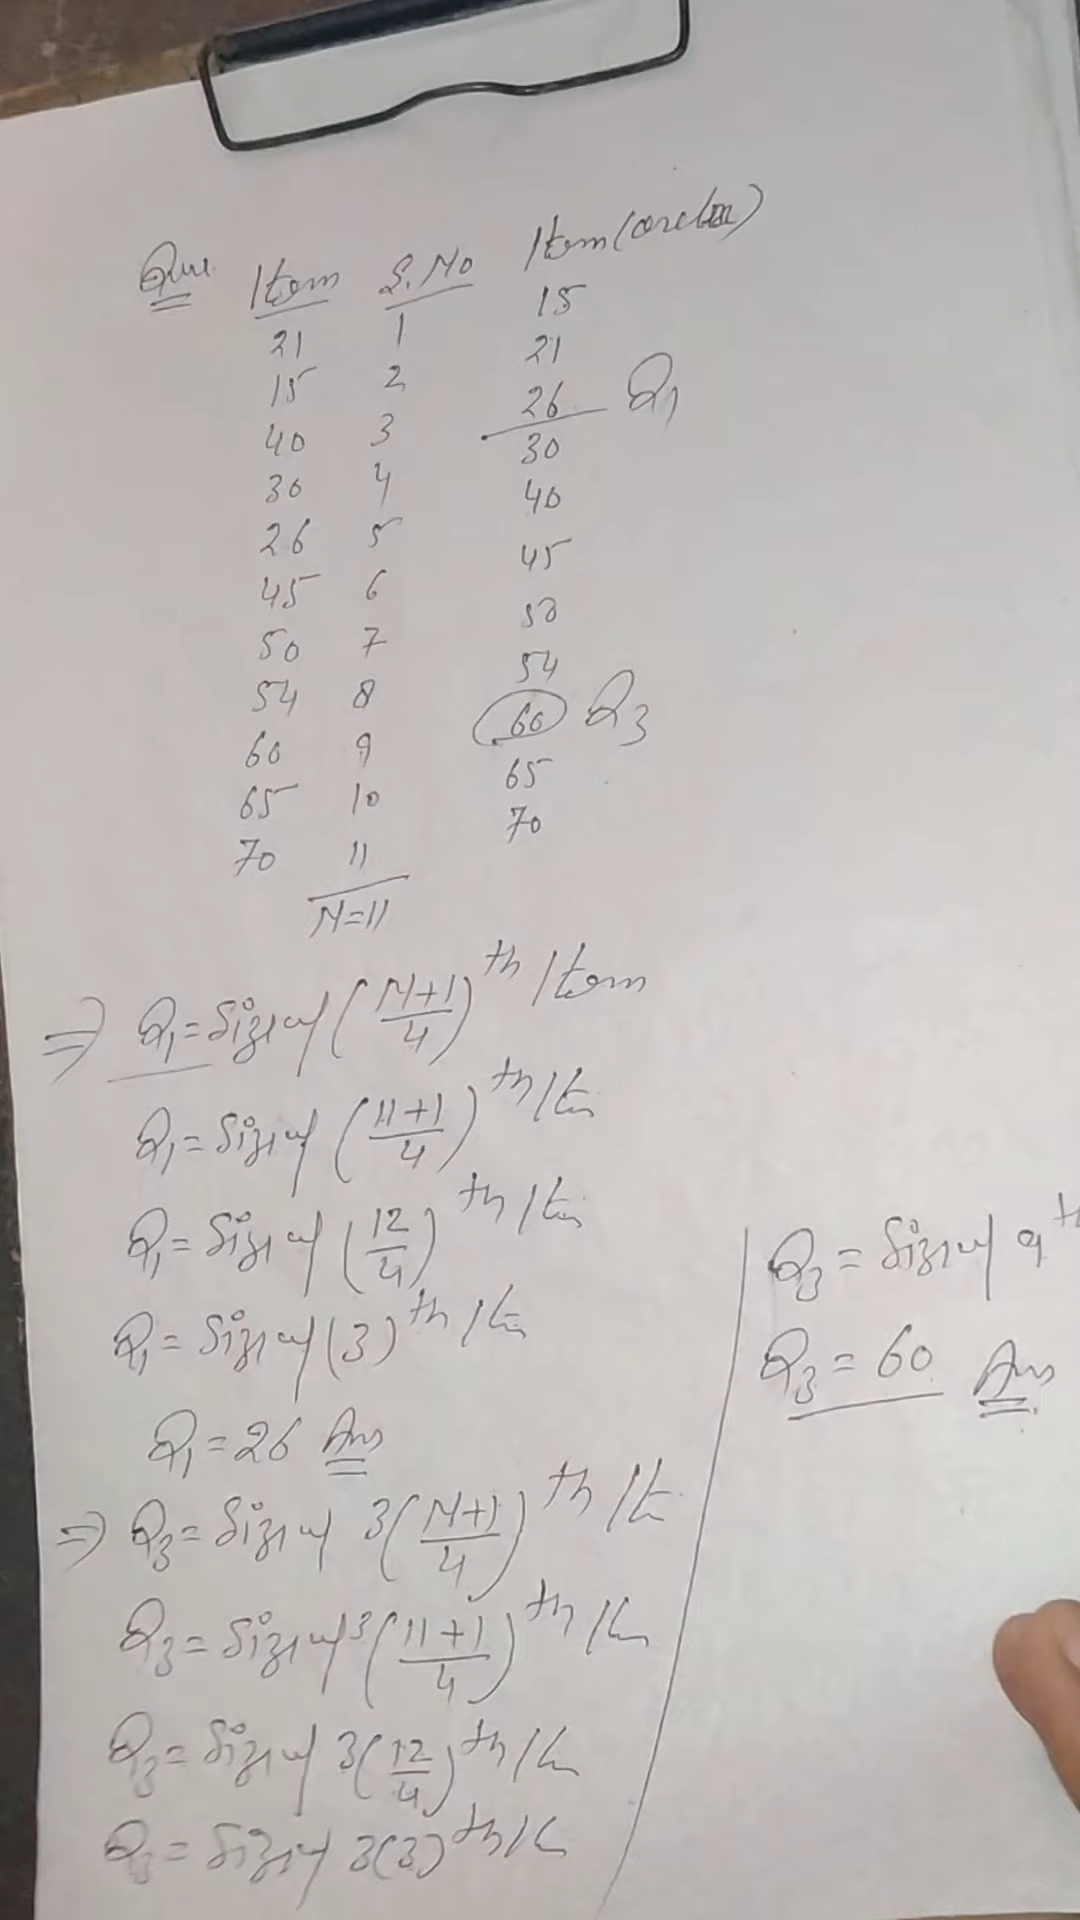 Que. Item S.No Item (order)
21 1 15
15 2 21
40 3 26 Q₁
30 4 30
26 5 40
45 6 45
50 7 50
54 8 54
60 9 60 Q₃
65 10 65
70 11 70
N=11
⇒ Q₁ = Size of (N+1/4)th Item
Q₁ = Size of (11+1/4)th Item
Q₁ = Size of (12/4)th Item
Q₁ = Size of (3)th Item
Q₁ = 26 Ans
⇒ Q₃ = Size of 3(N+1/4)th It
Q₃ = Size of 3(11+1/4)th Item
Q₃ = Size of 3(12/4)th Item
Q₃ = Size of 3(3)th It
Q₃ = Size of 9th
Q₃ = 60 Ans.